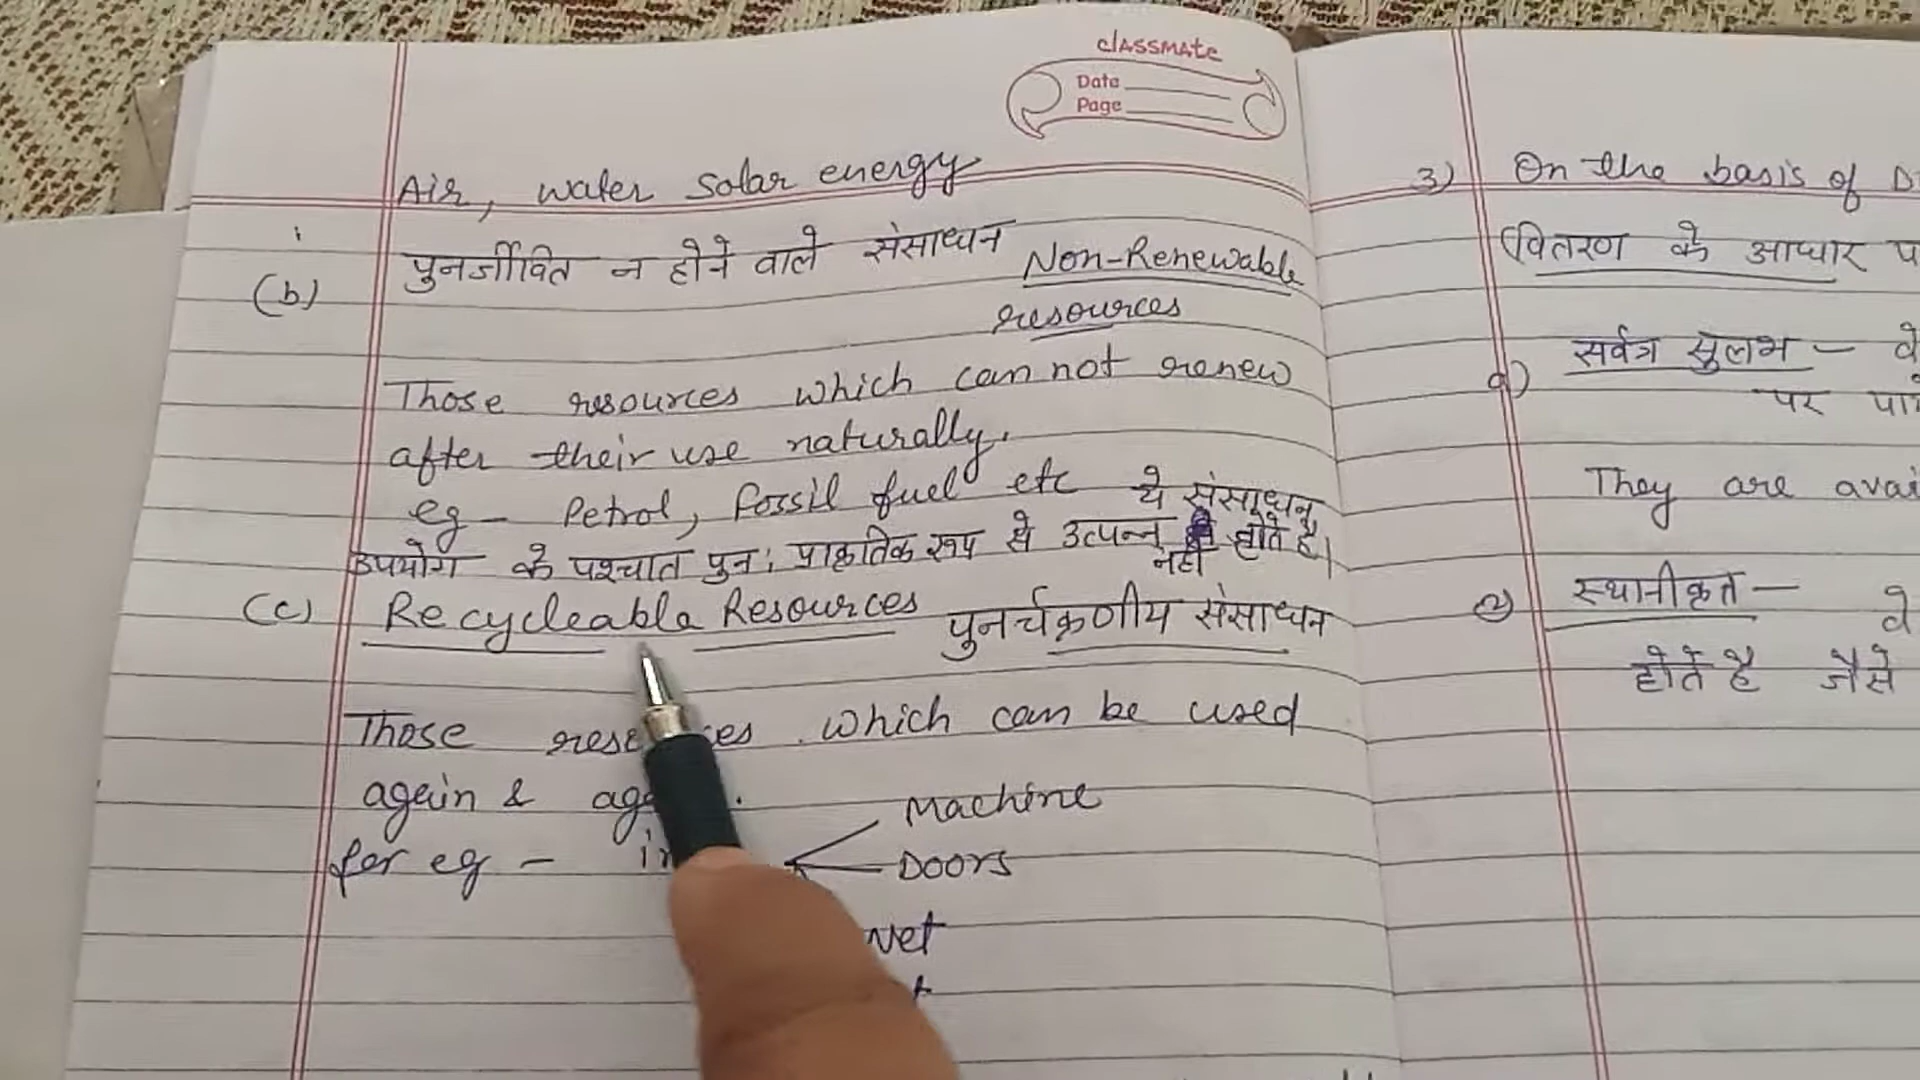 classmate
Date
Page
Air, water solar energy
(b) पुनर्जीवित न होने वाले संसाधन Non-Renewable
resources
Those resources which can not renew
after their use naturally.
eg - Petrol, fossil fuel etc ये संसाधन
उपयोग के पश्चात पुन: प्राकृतिक रूप से उत्पन्न नहीं होते है।
(c) Recycleable Resources पुनर्चक्रणीय संसाधन
Those which can be used
again &
for eg - Machine
Doors
3) On the basis of
वितरण के आधार
सर्वत्र सुलभ - वे
पर
They are
स्थानीकृत - वे
होते है जैसे